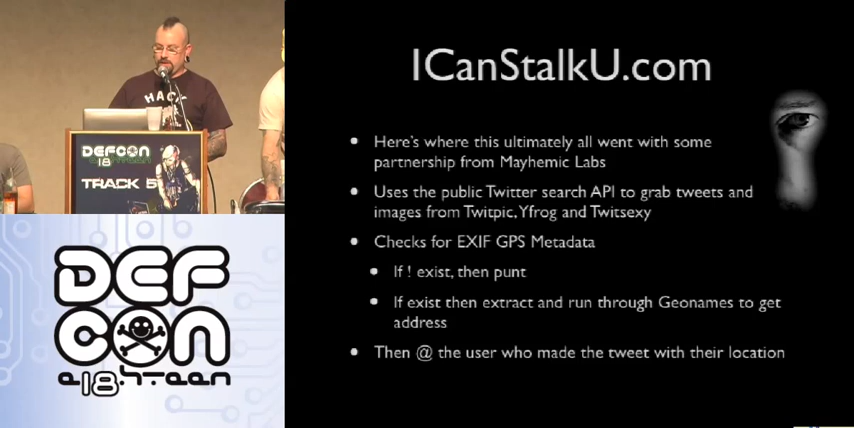 HACK
DEFCON
18
TRACK 5
DEF
CON
e18hteen
ICanStalkU.com
• Here's where this ultimately all went with some
partnership from Mayhemic Labs
• Uses the public Twitter search API to grab tweets and
images from Twitpic, Yfrog and Twitsexy
• Checks for EXIF GPS Metadata
• If ! exist, then punt
• If exist then extract and run through Geonames to get
address
• Then @ the user who made the tweet with their location